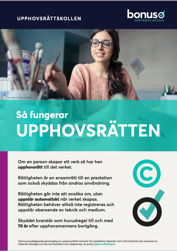 UPPHOVSRÄTTSKOLLEN
bonus
Så fungerar
UPPHOVSRÄTTEN
Om en person skapar ett verk så har hen
upphovsrätt till det verket.
Rättigheten är en ensamrätt till en prestation
som också skyddas från andras användning.
Rättigheten går inte att ansöka om, utan
uppstår automatiskt när verket skapas.
Rättigheten behöver alltså inte registreras och
uppstår oberoende av teknik och medium.
Skyddet kvarstår som huvudregel till och med
70 år efter upphovsmannens bortgång.